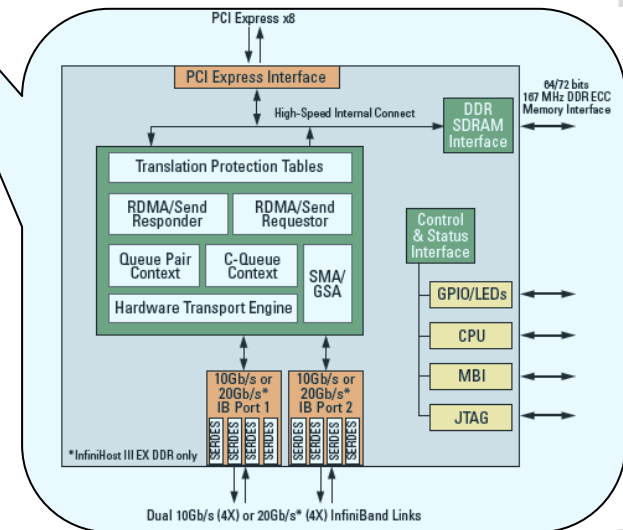 PCI Express x8
PCI Express Interface
High-Speed Internal Connect
64/72 bits
167 MHz DDR ECC
Memory Interface
DDR
SDRAM
Interface
Translation Protection Tables
RDMA/Send
Responder
RDMA/Send
Requestor
Queue Pair
Context
C-Queue
Context
SMA/
GSA
Hardware Transport Engine
Control
& Status
Interface
GPIO/LEDs
CPU
MBI
JTAG
10Gb/s or
20Gb/s*
IB Port 1
SERDES
SERDES
SERDES
SERDES
10Gb/s or
20Gb/s*
IB Port 2
SERDES
SERDES
SERDES
SERDES
*InfiniHost III EX DDR only
Dual 10Gb/s (4X) or 20Gb/s* (4X) InfiniBand Links